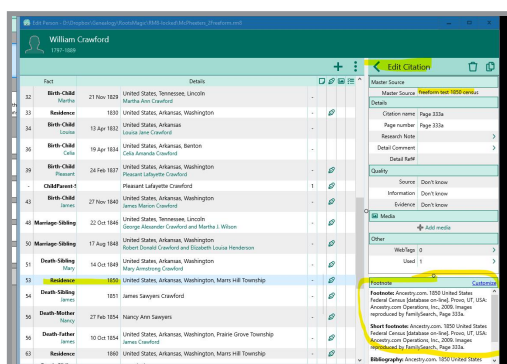 Edit Person - D:\Dropbox\Genealogy\RootsMagic\RM8-locked\McPheeters_2Freeform.rm8
William Crawford
1797-1889
Edit Citation
Fact Details
32 Birth-Child Martha 21 Nov 1829 United States, Tennessee, Lincoln Martha Ann Crawford -
33 Residence 1830 United States, Arkansas, Washington -
34 Birth-Child Louisa 13 Apr 1832 United States, Arkansas Louisa Jane Crawford -
36 Birth-Child Celia 19 Apr 1834 United States, Arkansas, Benton Celia Amanda Crawford -
39 Birth-Child Pleasant 24 Feb 1837 United States, Arkansas, Washington Pleasant Lafayette Crawford -
- ChildParent- Pleasant Lafayette Crawford 1
43 Birth-Child James 27 Nov 1840 United States, Arkansas, Washington James Marion Crawford -
48 Marriage-Sibling 22 Oct 1846 United States, Tennessee, Lincoln George Alexander Crawford and Martha J. Wilson -
50 Marriage-Sibling 17 Aug 1848 United States, Arkansas, Washington Robert Donald Crawford and Elizabeth Louisa Henderson -
51 Death-Sibling Mary 14 Oct 1849 United States, Arkansas, Washington Mary Armstrong Crawford -
53 Residence 1850 United States, Arkansas, Washington, Marrs Hill Township -
54 Death-Sibling James 1851 James Sawyers Crawford -
56 Death-Mother Nancy 27 Feb 1854 Nancy Ann Sawyers -
56 Death-Father James 10 Oct 1854 United States, Arkansas, Washington, Prairie Grove Township James Crawford -
63 Residence 1860 United States, Arkansas, Washington, Marrs Hill Township -
Master Source
Master Source Freeform test 1850 census
Details
Citation name Page 333a
Page number Page 333a
Research Note
Detail Comment
Detail Ref#
Quality
Source Don't know
Information Don't know
Evidence Don't know
Media
Add media
Other
WebTags 0
Used 1
Footnote Customize
Footnote: Ancestry.com. 1850 United States
Federal Census [database on-line]. Provo, UT, USA:
Ancestry.com Operations, Inc., 2009. Images
reproduced by FamilySearch, Page 333a.
Short footnote: Ancestry.com. 1850 United States
Federal Census [database on-line]. Provo, UT, USA:
Ancestry.com Operations, Inc., 2009. Images
reproduced by FamilySearch, Page 333a.
Bibliography: Ancestry.com. 1850 United States